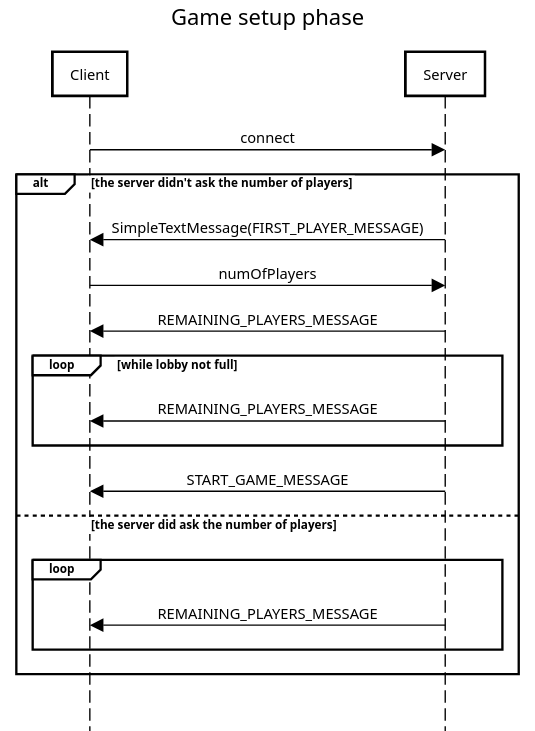 Game setup phase
Client
Server
connect
alt
[the server didn't ask the number of players]
SimpleTextMessage(FIRST_PLAYER_MESSAGE)
numOfPlayers
REMAINING_PLAYERS_MESSAGE
loop
[while lobby not full]
REMAINING_PLAYERS_MESSAGE
START_GAME_MESSAGE
[the server did ask the number of players]
loop
REMAINING_PLAYERS_MESSAGE